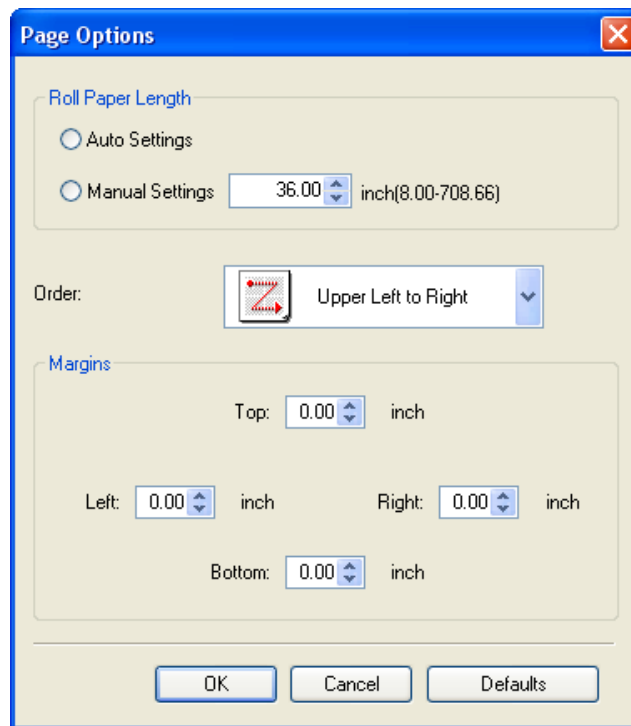 Page Options
Roll Paper Length
Auto Settings
Manual Settings 36.00 inch(8.00-708.66)
Order: Upper Left to Right
Margins
Top: 0.00 inch
Left: 0.00 inch Right: 0.00 inch
Bottom: 0.00 inch
OK Cancel Defaults